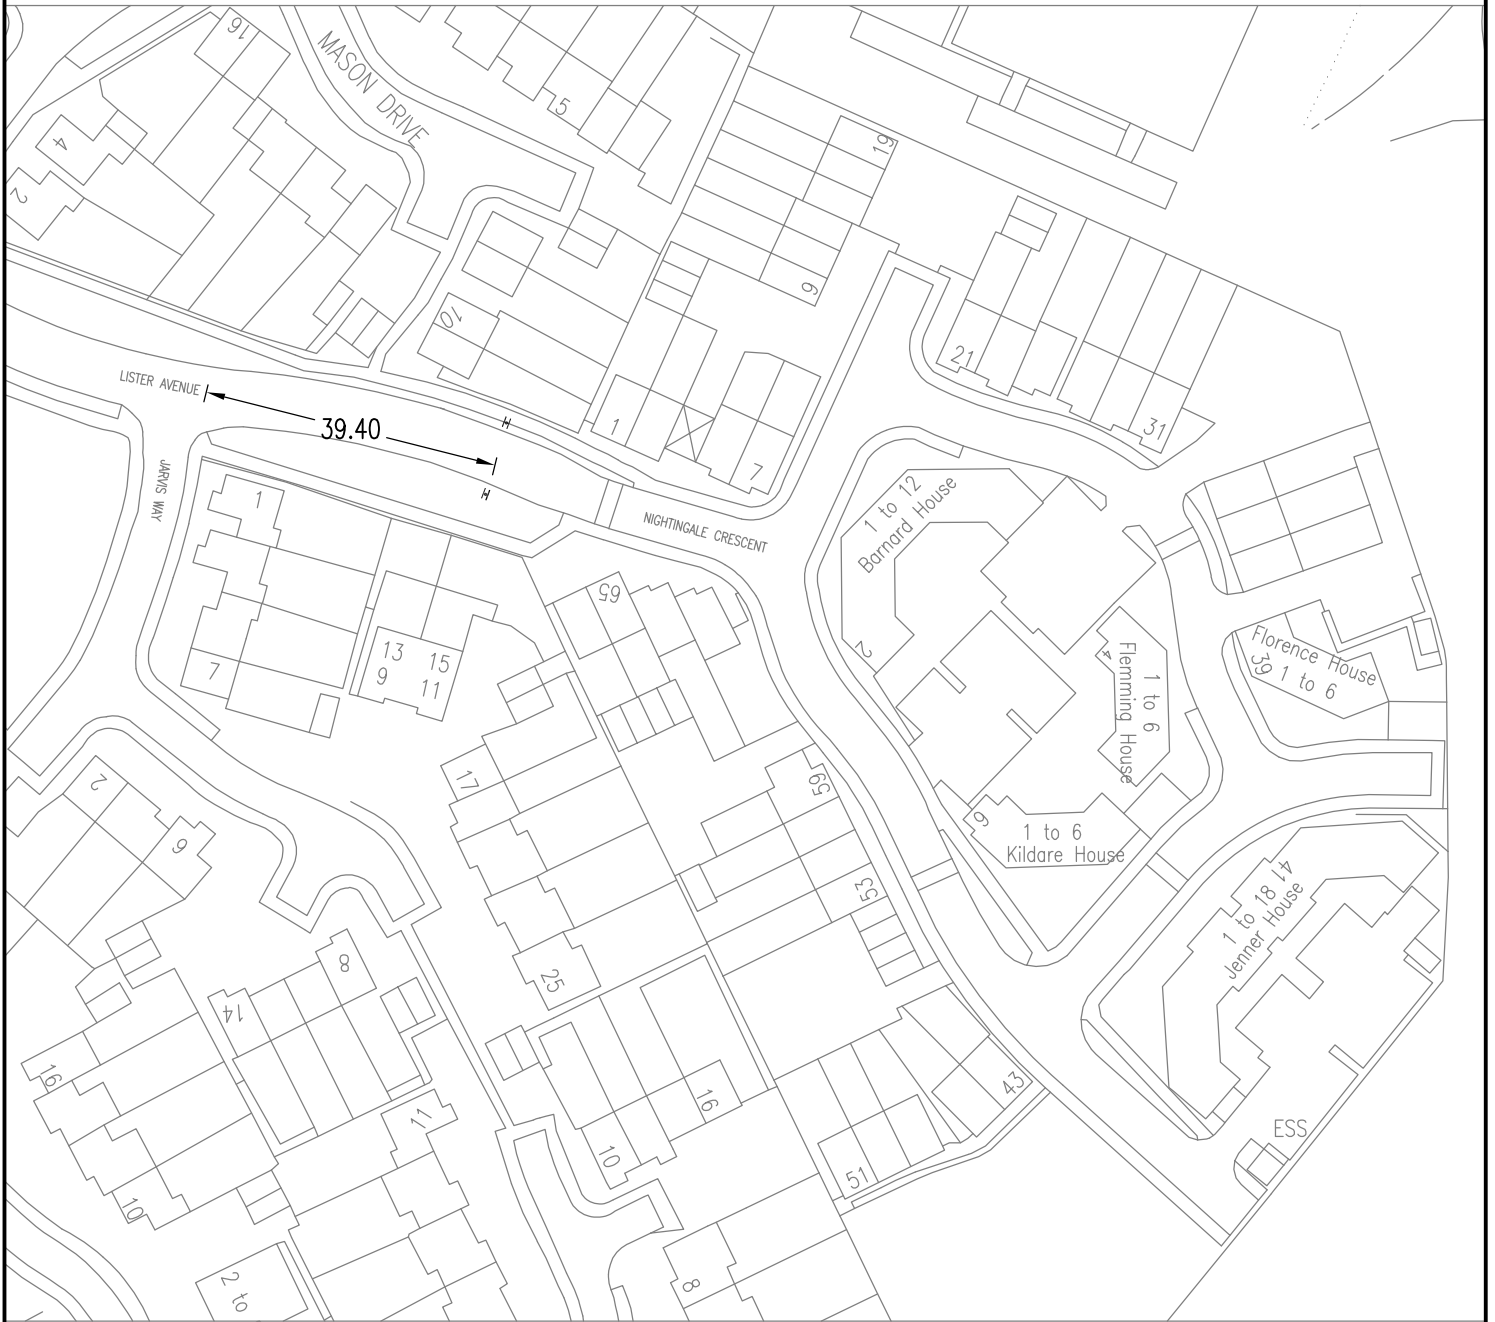 16
MASON DRIVE
5
4
2
19
9
10
21
31
LISTER AVENUE
39.40
1
7
H
H
JARVIS WAY
1
NIGHTINGALE CRESCENT
1 to 12
Barnard House
2
65
13
15
9
11
7
4
1 to 6
Flemming House
Florence House
39
1 to 6
17
59
2
6
9
1 to 6
Kildare House
53
41
1 to 18
Jenner House
25
8
14
16
16
43
11
10
10
51
ESS
8
2 to